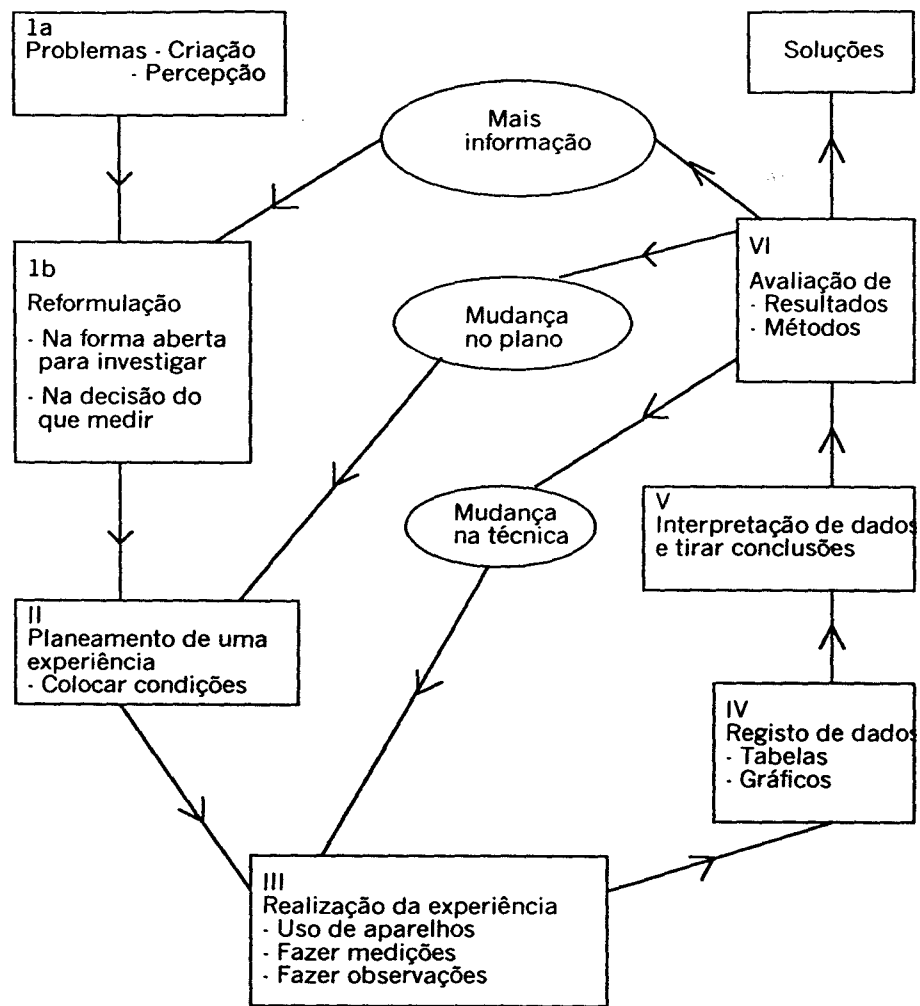 1a
Problemas - Criação
- Percepção
Soluções
Mais
informação
1b
Reformulação
- Na forma aberta
para investigar
- Na decisão do
que medir
Mudança
no plano
VI
Avaliação de
- Resultados
- Métodos
Mudança
na técnica
V
Interpretação de dados
e tirar conclusões
II
Planeamento de uma
experiência
- Colocar condições
IV
Registo de dados
- Tabelas
- Gráficos
III
Realização da experiência
- Uso de aparelhos
- Fazer medições
- Fazer observações